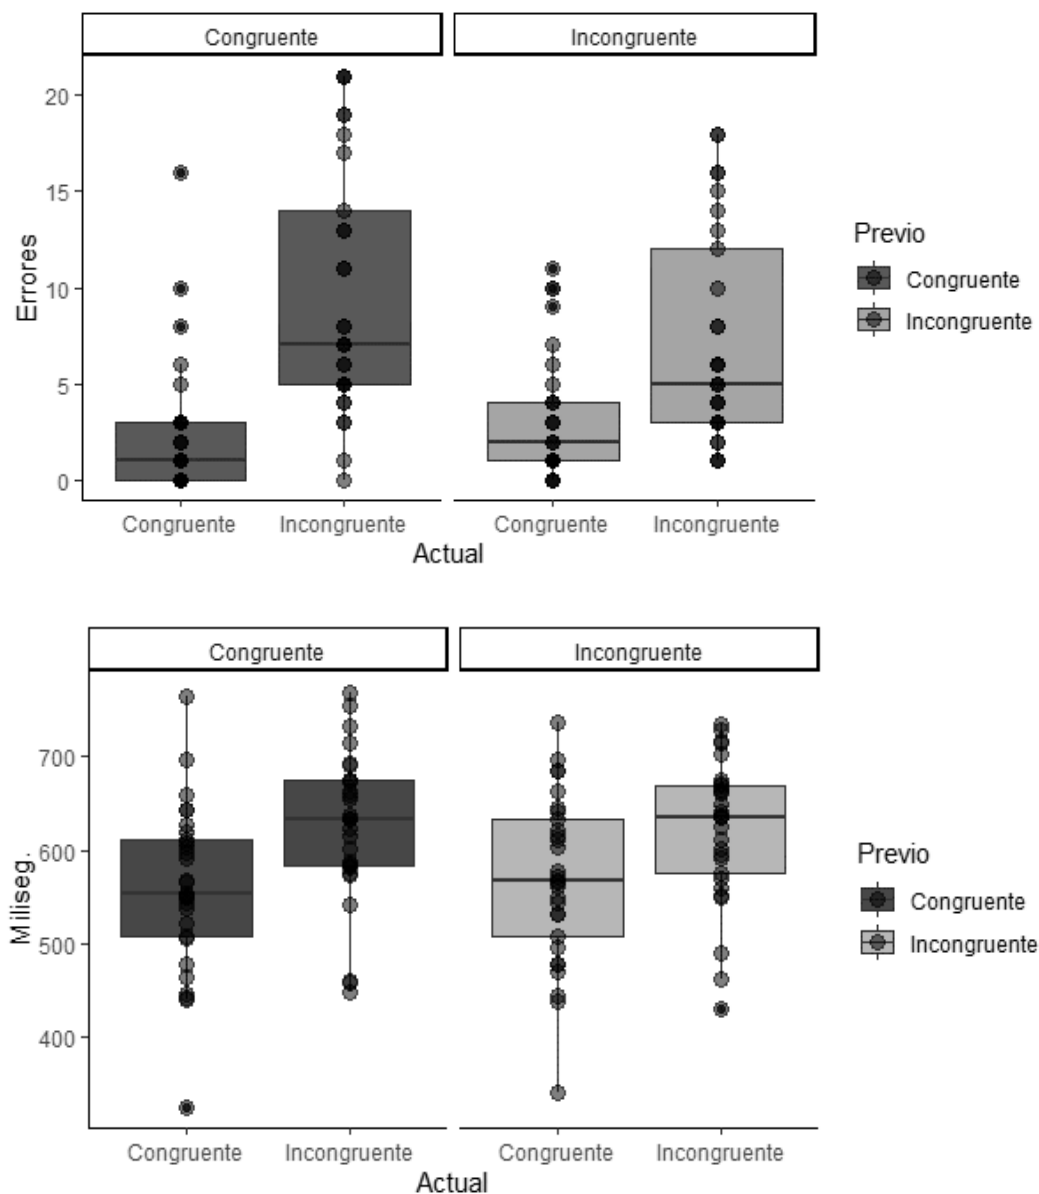 Congruente Incongruente
Errores
20
15
10
5
0
Previo
Congruente
Incongruente
Congruente Incongruente Congruente Incongruente
Actual
Congruente Incongruente
Miliseg.
700
600
500
400
Previo
Congruente
Incongruente
Congruente Incongruente Congruente Incongruente
Actual